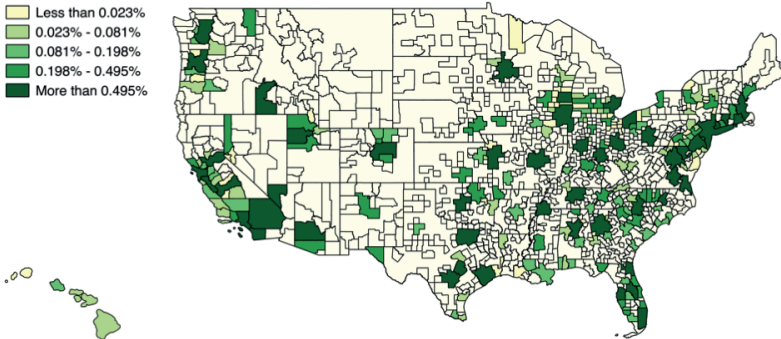 Less than 0.023%
0.023% - 0.081%
0.081% - 0.198%
0.198% - 0.495%
More than 0.495%